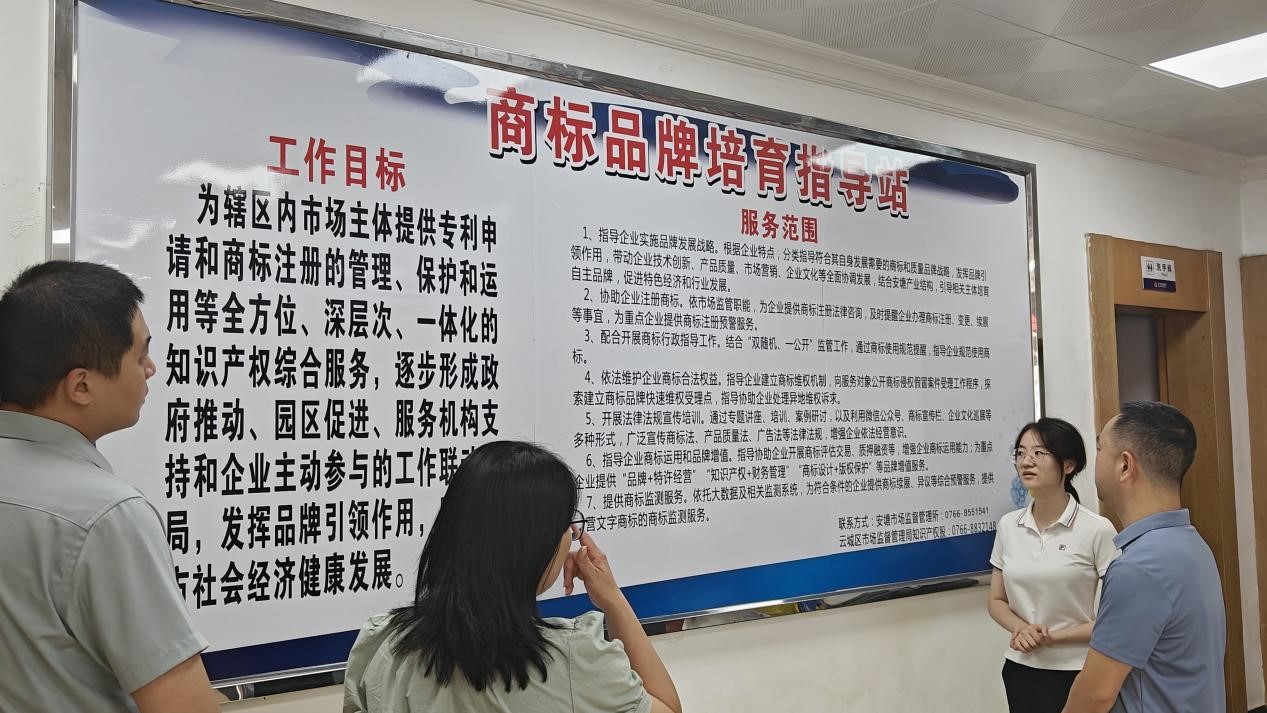 商标品牌培育指导站
工作目标
为辖区内市场主体提供专利申
请和商标注册的管理、保护和运
用等全方位、深层次、一体化的
知识产权综合服务，逐步形成政
府推动、园区促进、服务机构支
持和企业主动参与的工作联动
局，发挥品牌引领作用，
社会经济健康发展。
服务范围
1、指导企业实施品牌发展战略。根据企业特点，分类指导符合其自身发展需要的商标和质量品牌战略，发挥品牌引
领作用，带动企业技术创新、产品质量、市场营销、企业文化等全面协调发展，结合安塘产业结构，引导相关主体培育
自主品牌，促进特色经济和行业发展。
2、协助企业注册商标。依市场监管职能，为企业提供商标注册法律咨询，及时提醒企业办理商标注册、变更、续展
等事宜，为重点企业提供商标注册预警服务。
3、配合开展商标行政指导工作。结合“双随机、一公开”监管工作，通过商标使用规范提醒，指导企业规范使用商
标。
4、依法维护企业商标合法权益。指导企业建立商标维权机制，向服务对象公开商标侵权假冒案件受理工作程序，探
索建立商标品牌快速维权受理点，指导协助企业处理异地维权诉求。
5、开展法律法规宣传培训。通过专题讲座、培训、案例研讨，以及利用微信公众号、商标宣传栏、企业文化巡展等
多种形式，广泛宣传商标法、产品质量法、广告法等法律法规，增强企业依法经营意识。
6、指导企业商标运用和品牌增值。指导协助企业开展商标评估交易、质押融资等，增强企业商标运用能力；为重点
企业提供“品牌+特许经营”“知识产权+财务管理”“商标设计+版权保护”等品牌增值服务。
7、提供商标监测服务。依托大数据及相关监测系统，为符合条件的企业提供商标续展、异议等综合预警服务，提供
营文字商标的商标监测服务。
联系方式：安塘市场监督管理所：0766-8551541
云城区市场监督管理局知识产权股：0766-8832148
洗手间